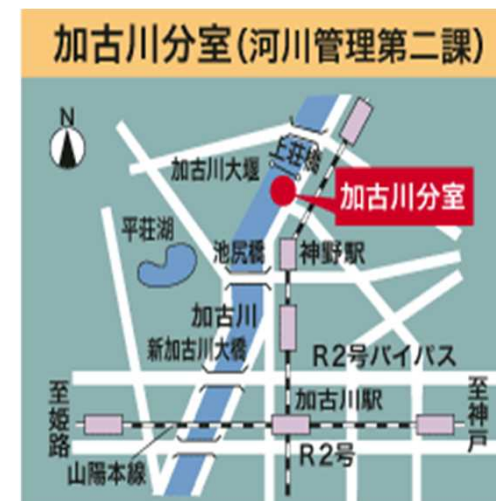 加古川分室(河川管理第二課)
N
上荘橋
加古川大堰
加古川分室
平荘湖
池尻橋
神野駅
加古川
新加古川大橋
R2号バイパス
加古川駅
至姫路
至神戸
R2号
山陽本線